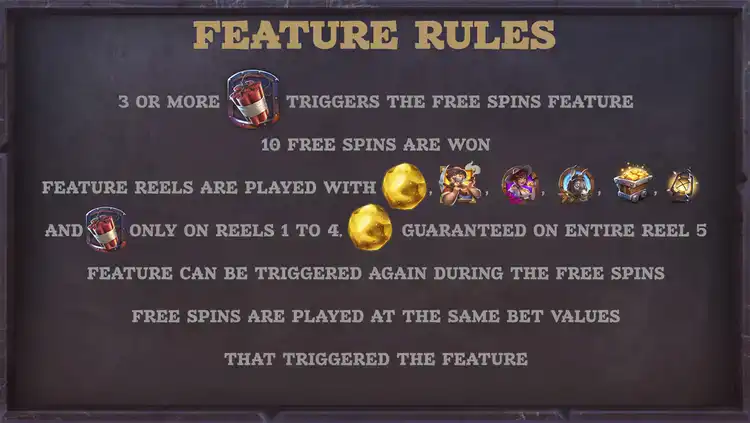 FEATURE RULES
3 OR MORE TRIGGERS THE FREE SPINS FEATURE
10 FREE SPINS ARE WON
FEATURE REELS ARE PLAYED WITH , , , , ,
AND ONLY ON REELS 1 TO 4, GUARANTEED ON ENTIRE REEL 5
FEATURE CAN BE TRIGGERED AGAIN DURING THE FREE SPINS
FREE SPINS ARE PLAYED AT THE SAME BET VALUES
THAT TRIGGERED THE FEATURE